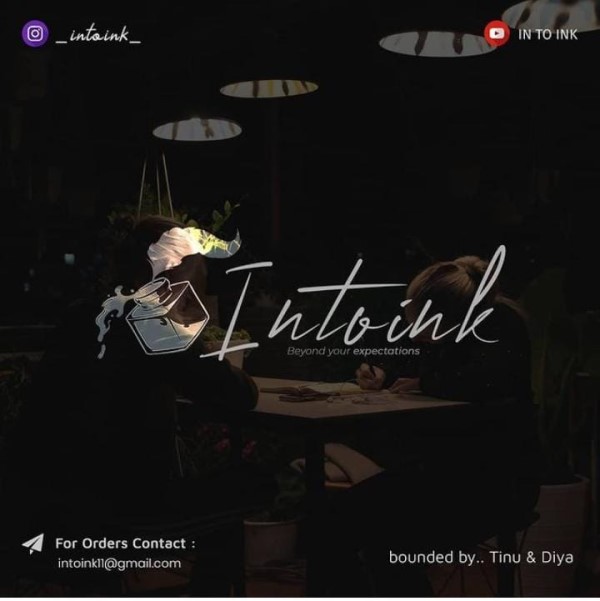 _intoink_
IN TO INK
Intoink
Beyond your expectations
For Orders Contact :
intoink11@gmail.com
bounded by.. Tinu & Diya